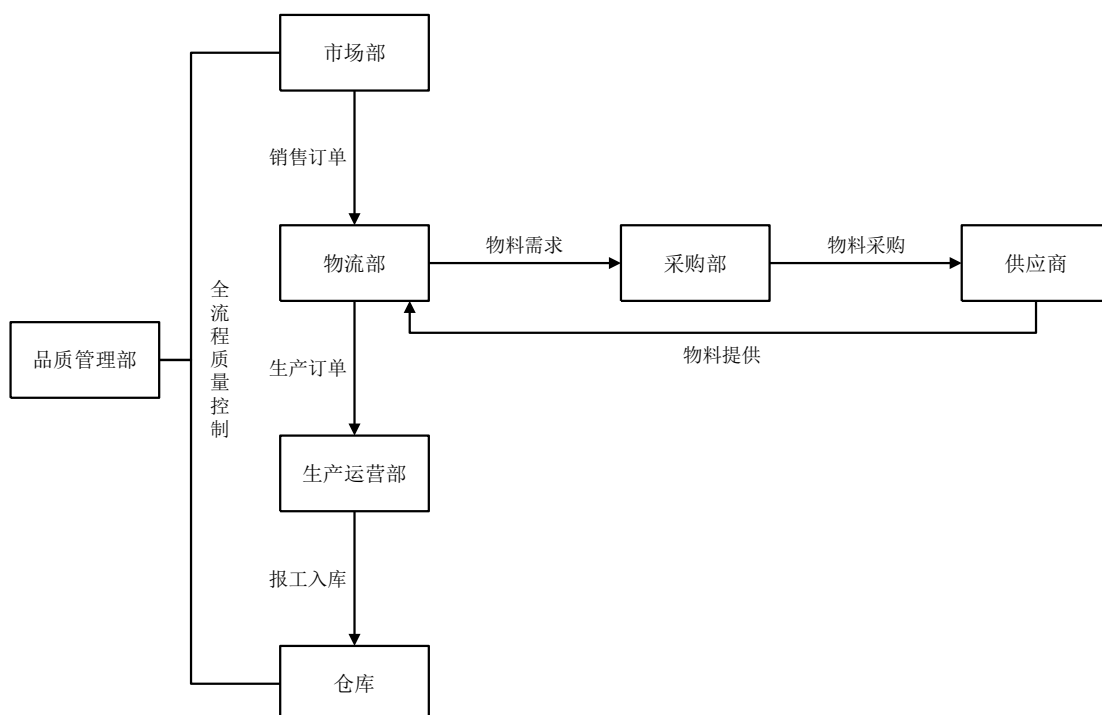 市场部
销售订单
物流部
物料需求
采购部
物料采购
供应商
全流程质量控制
品质管理部
物料提供
生产订单
生产运营部
报工入库
仓库